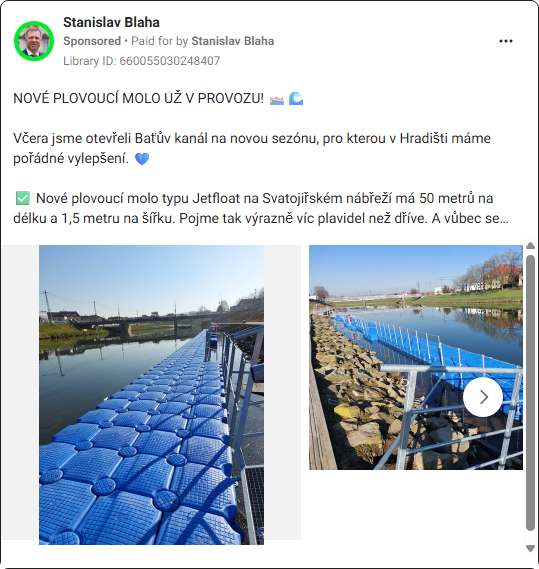 Stanislav Blaha
Sponsored • Paid for by Stanislav Blaha
Library ID: 660055030248407
NOVÉ PLOVOUCÍ MOLO UŽ V PROVOZU! 🚢 🌊
Včera jsme otevřeli Baťův kanál na novou sezónu, pro kterou v Hradišti máme
pořádné vylepšení. 💙
✅ Nové plovoucí molo typu Jetfloat na Svatojiřském nábřeží má 50 metrů na
délku a 1,5 metru na šířku. Pojme tak výrazně víc plavidel než dříve. A vůbec se…